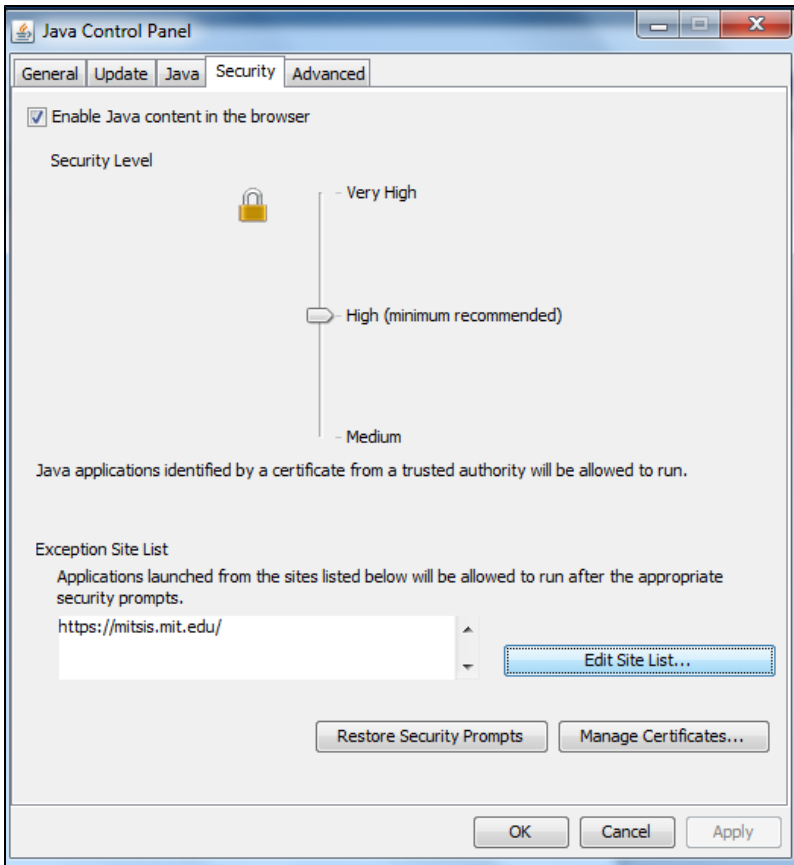 Java Control Panel
General Update Java Security Advanced
Enable Java content in the browser
Security Level
Very High
High (minimum recommended)
Medium
Java applications identified by a certificate from a trusted authority will be allowed to run.
Exception Site List
Applications launched from the sites listed below will be allowed to run after the appropriate
security prompts.
https://mitsis.mit.edu/
Edit Site List...
Restore Security Prompts Manage Certificates...
OK Cancel Apply